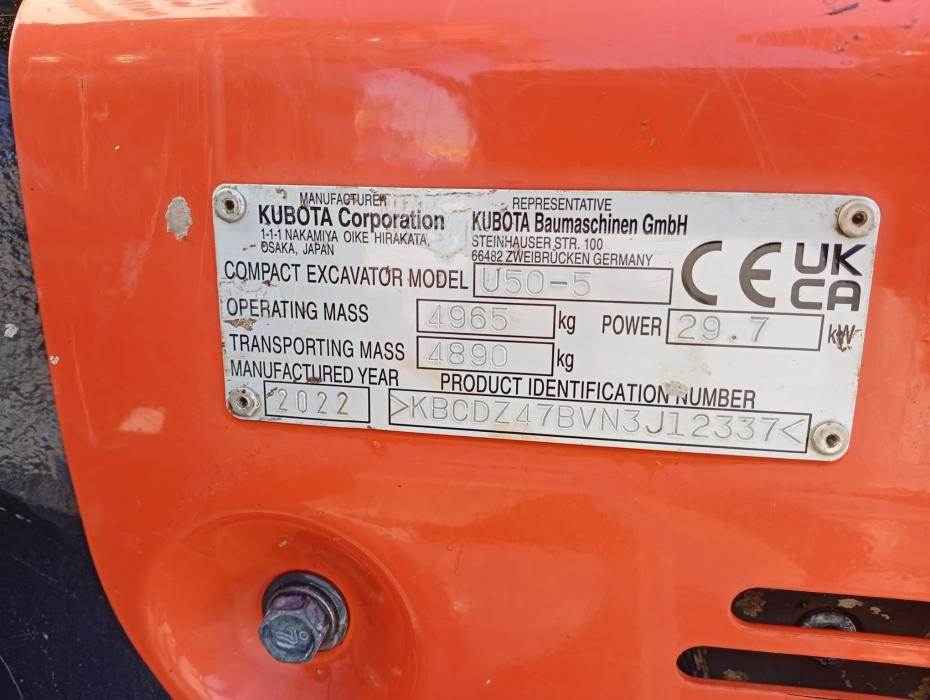 MANUFACTURER
KUBOTA Corporation
1-1-1 NAKAMIYA OIKE HIRAKATA,
OSAKA, JAPAN
REPRESENTATIVE
KUBOTA Baumaschinen GmbH
STEINHAUSER STR. 100
66482 ZWEIBRÜCKEN GERMANY
CE UK
CA
COMPACT EXCAVATOR MODEL U50-5
OPERATING MASS 4965 kg POWER 29.7 kW
TRANSPORTING MASS 4890 kg
MANUFACTURED YEAR PRODUCT IDENTIFICATION NUMBER
2022 >KBCDZ47BVN3J12337<